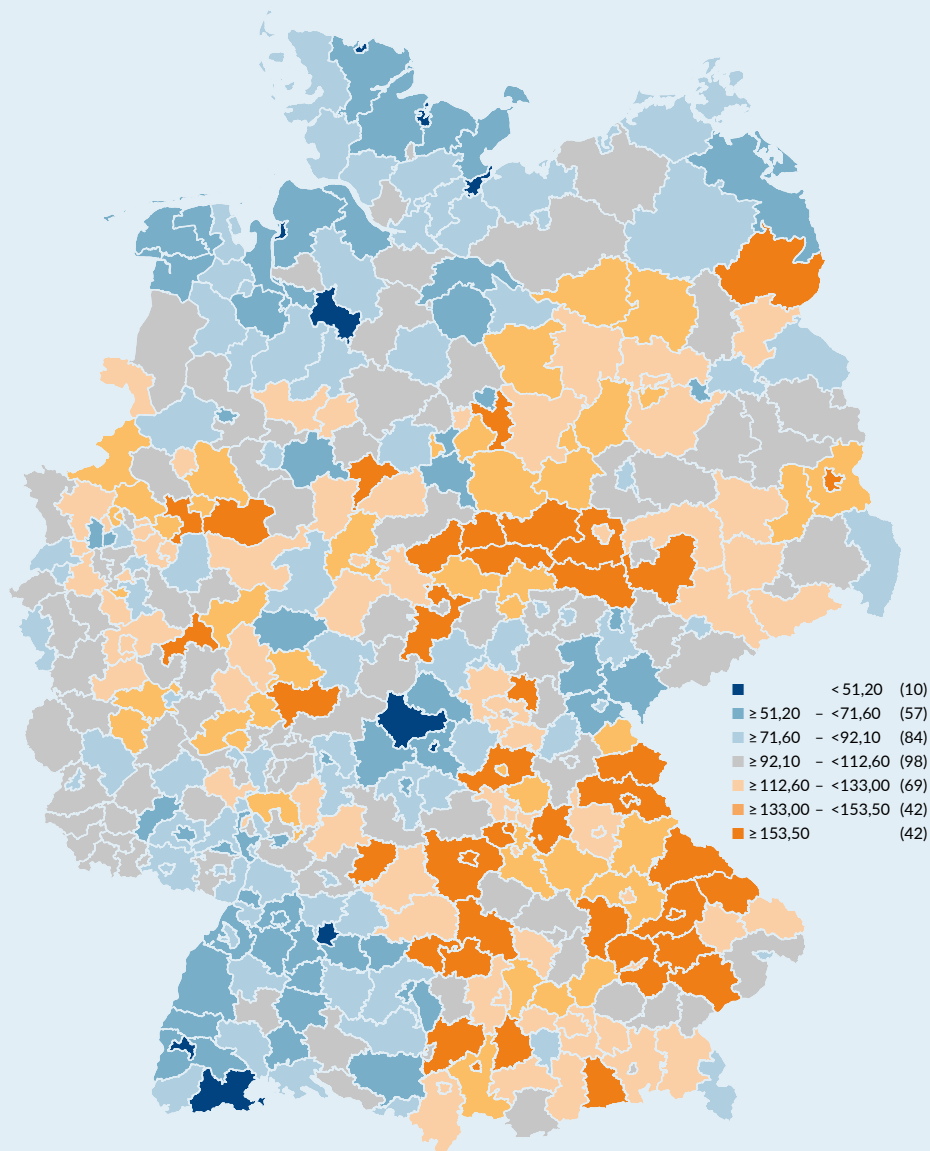 < 51,20 (10)
≥ 51,20 – < 71,60 (57)
≥ 71,60 – < 92,10 (84)
≥ 92,10 – <112,60 (98)
≥ 112,60 – <133,00 (69)
≥ 133,00 – <153,50 (42)
≥ 153,50 (42)